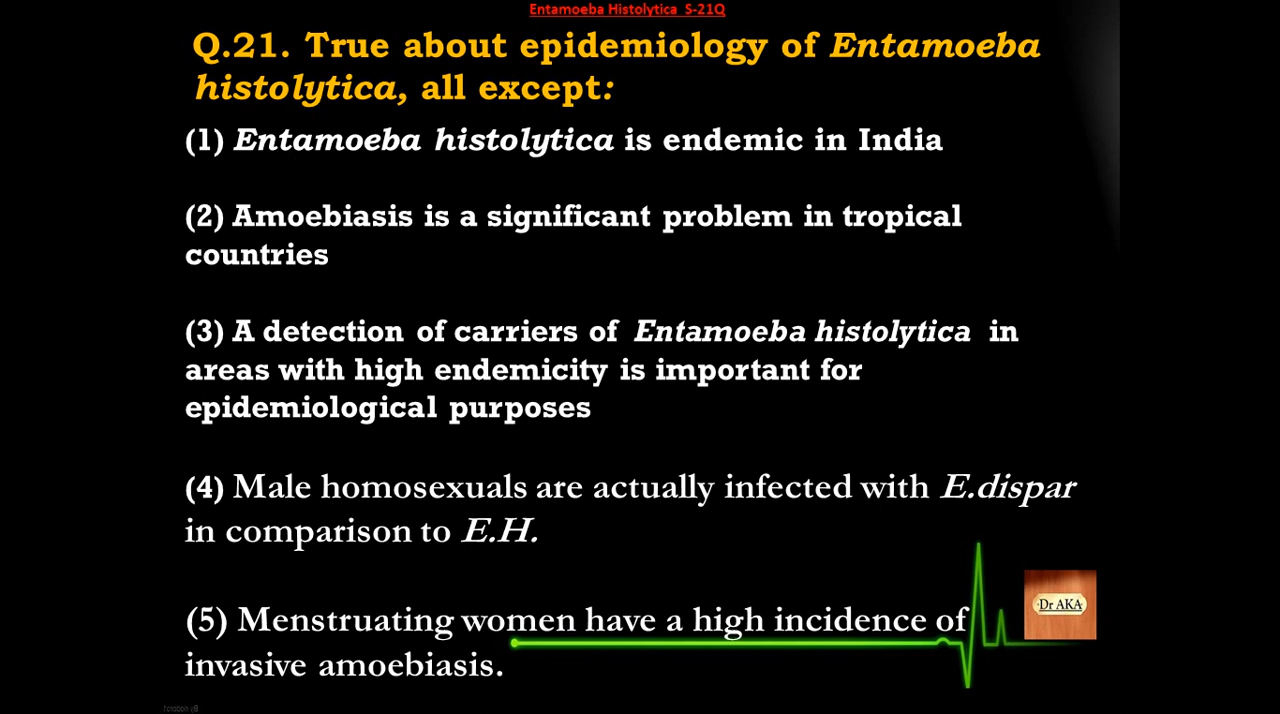 Entamoeba Histolytica S-21Q
Q.21. True about epidemiology of Entamoeba
histolytica, all except:
(1) Entamoeba histolytica is endemic in India
(2) Amoebiasis is a significant problem in tropical
countries
(3) A detection of carriers of Entamoeba histolytica in
areas with high endemicity is important for
epidemiological purposes
(4) Male homosexuals are actually infected with E.dispar
in comparison to E.H.
(5) Menstruating women have a high incidence of
invasive amoebiasis.
Dr AKA